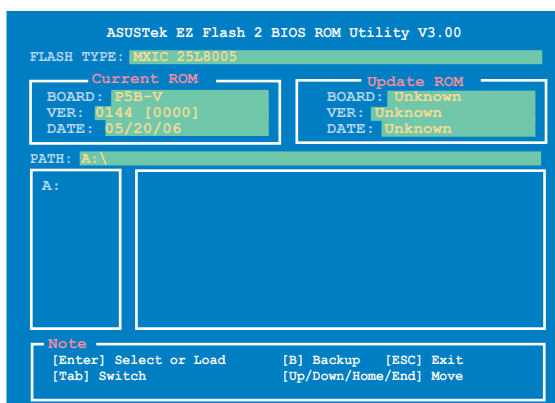 ASUSTek EZ Flash 2 BIOS ROM Utility V3.00
FLASH TYPE: MXIC 25L8005
Current ROM
BOARD: P5B-V
VER: 0144 [0000]
DATE: 05/20/06
Update ROM
BOARD: Unknown
VER: Unknown
DATE: Unknown
PATH: A:\
A:
Note
[Enter] Select or Load [B] Backup [ESC] Exit
[Tab] Switch [Up/Down/Home/End] Move